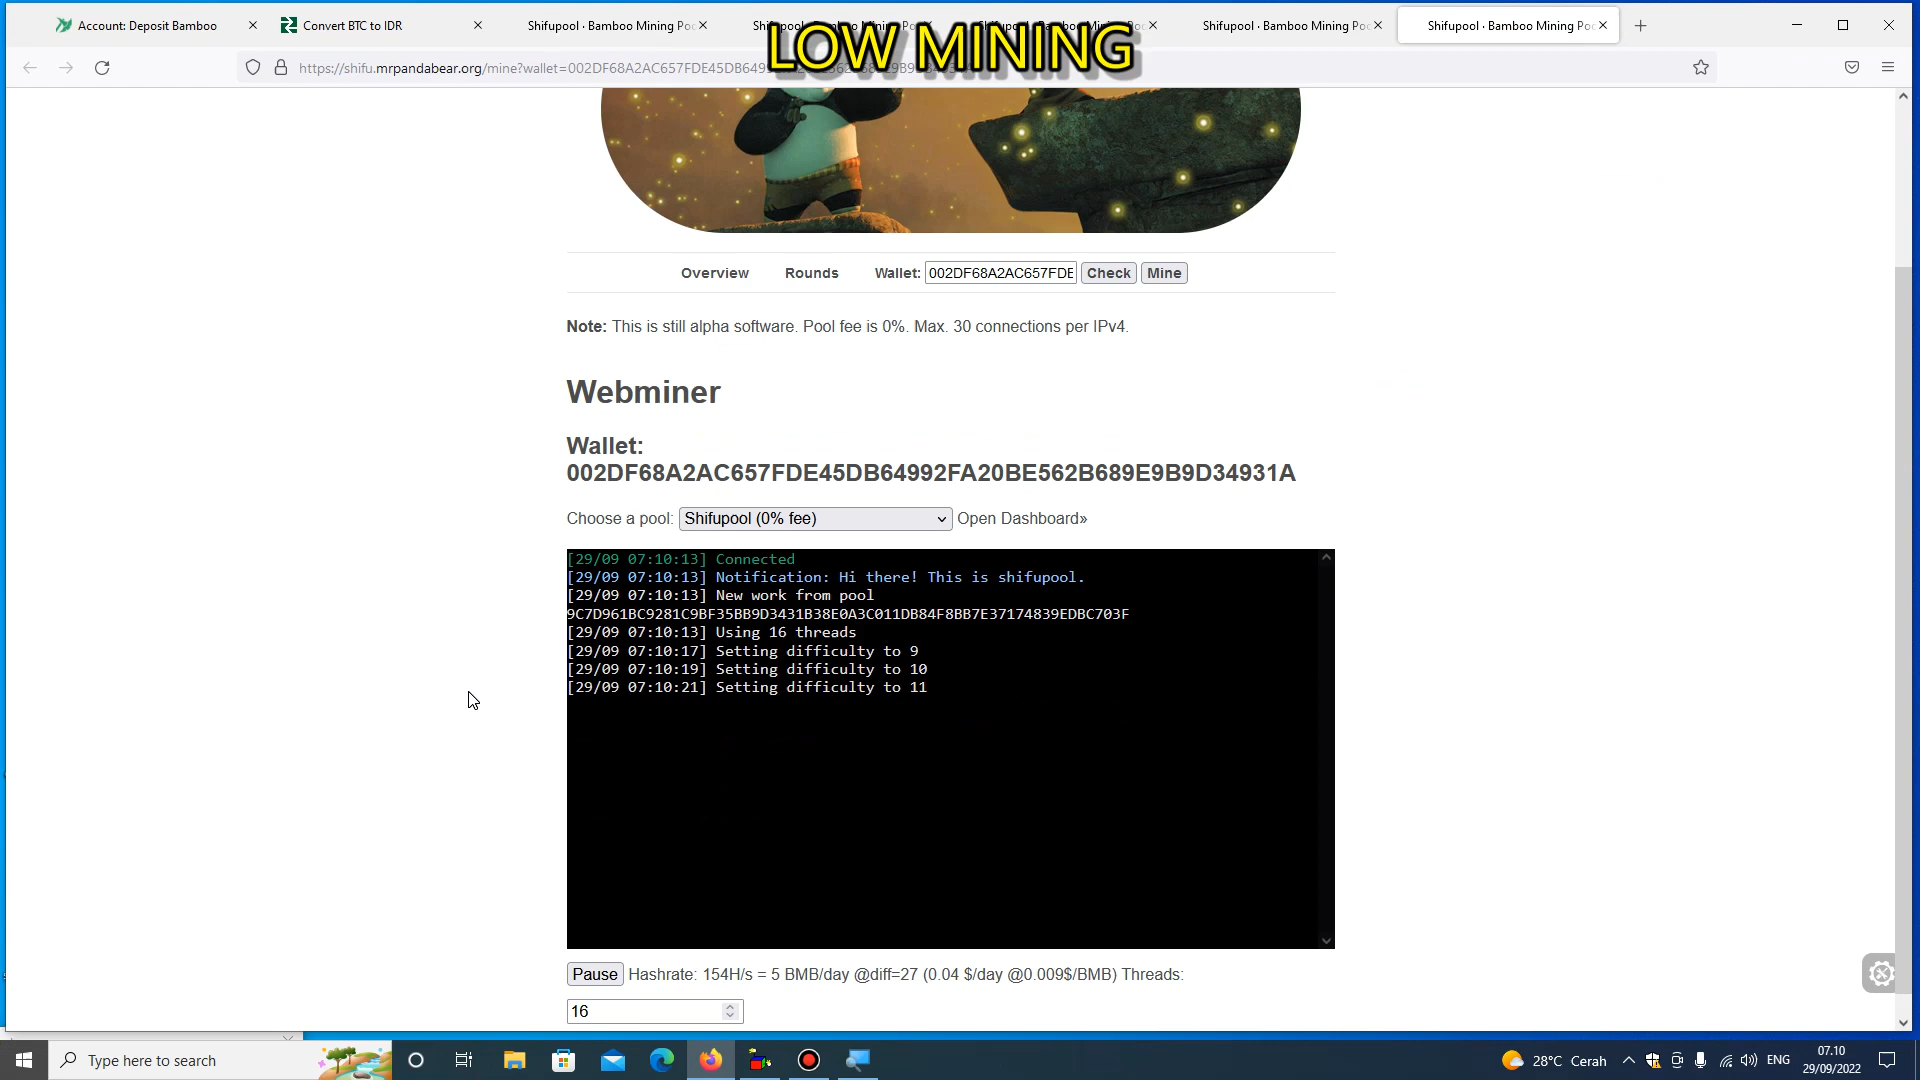 Account: Deposit Bamboo
Convert BTC to IDR
Shifupool · Bamboo Mining Poo
Shifupool · Bamboo Mining Poo
Shifupool · Bamboo Mining Poc
LOW MINING
https://shifu.mrpandabear.org/mine?wallet=002DF68A2AC657FDE45DB649
Overview Rounds Wallet: 002DF68A2AC657FDE Check Mine
Note: This is still alpha software. Pool fee is 0%. Max. 30 connections per IPv4.
Webminer
Wallet:
002DF68A2AC657FDE45DB64992FA20BE562B689E9B9D34931A
Choose a pool: Shifupool (0% fee) Open Dashboard»
[29/09 07:10:13] Connected
[29/09 07:10:13] Notification: Hi there! This is shifupool.
[29/09 07:10:13] New work from pool
9C7D961BC9281C9BF35BB9D3431B38E0A3C011DB84F8BB7E37174839EDBC703F
[29/09 07:10:13] Using 16 threads
[29/09 07:10:17] Setting difficulty to 9
[29/09 07:10:19] Setting difficulty to 10
[29/09 07:10:21] Setting difficulty to 11
Pause Hashrate: 154H/s = 5 BMB/day @diff=27 (0.04 $/day @0.009$/BMB) Threads:
16
Type here to search
28°C Cerah
ENG
07.10
29/09/2022